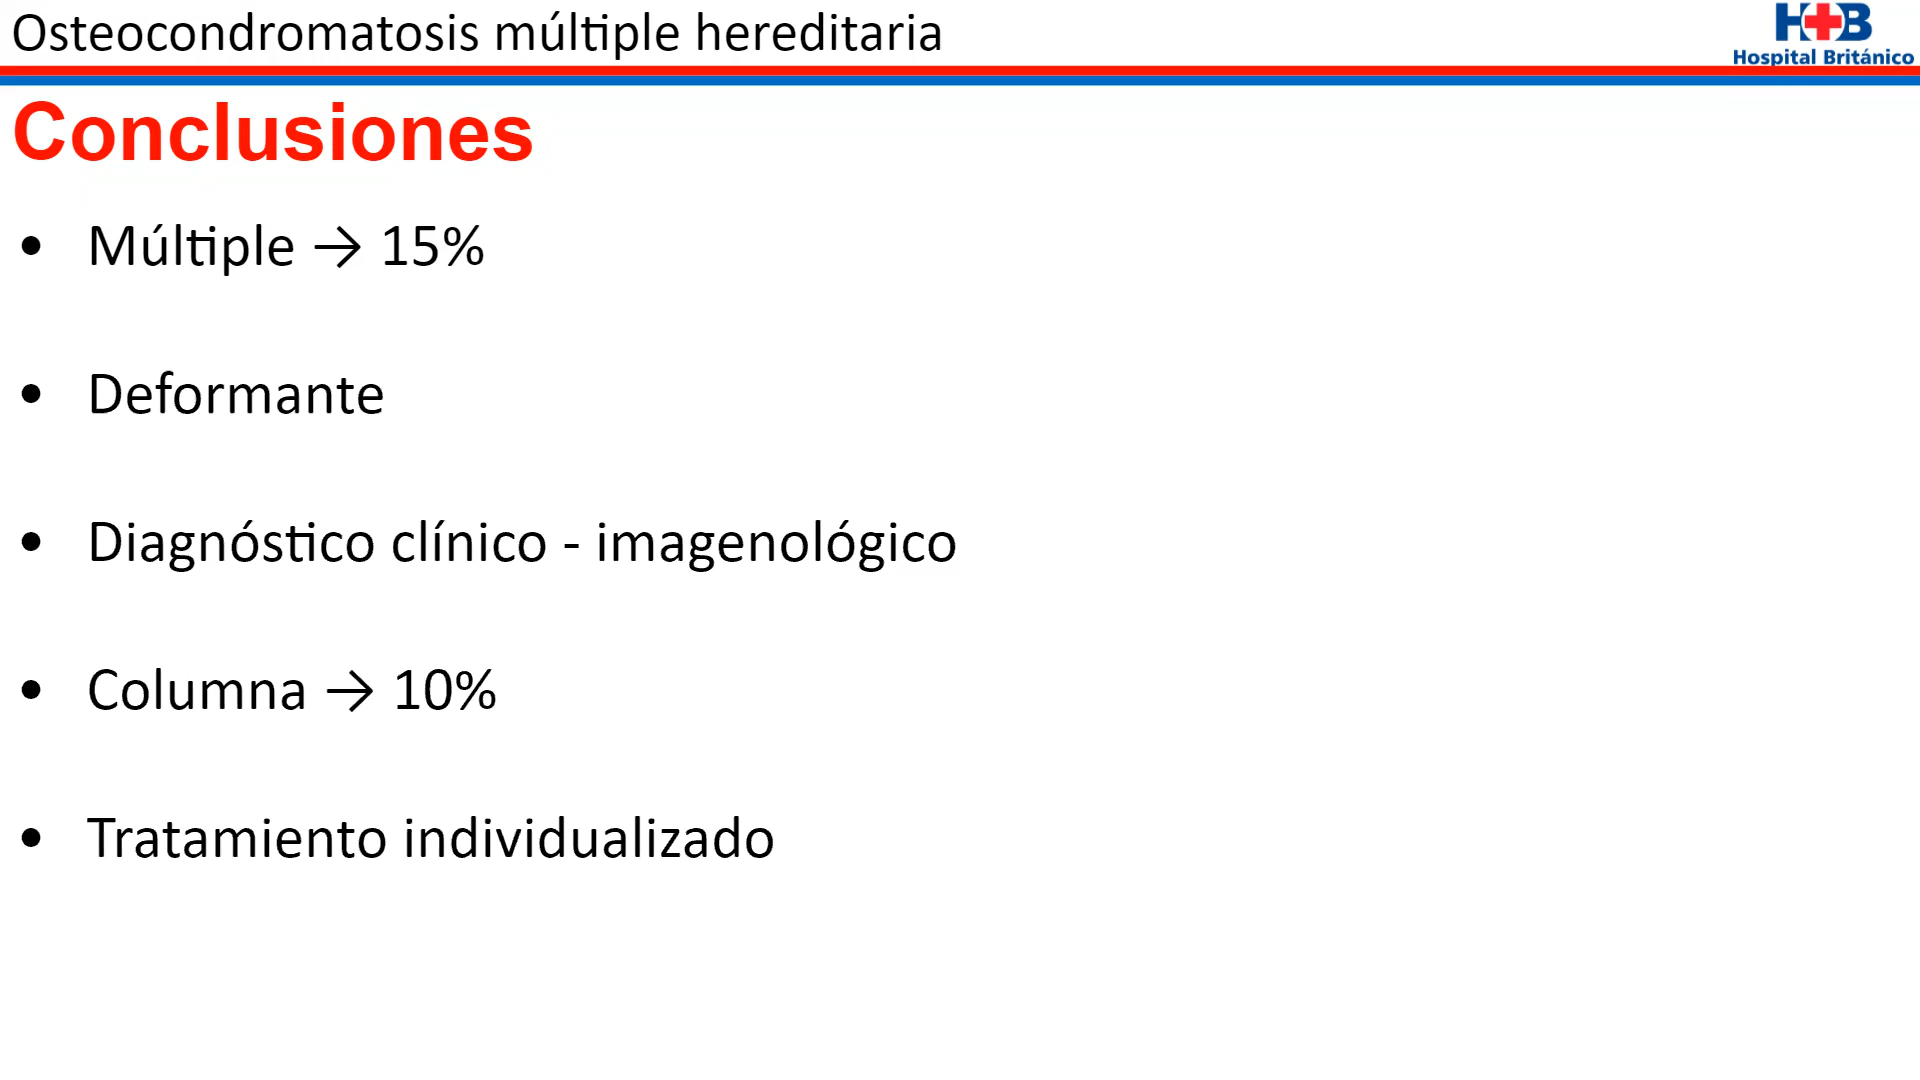 Osteocondromatosis múltiple hereditaria
H+B
Hospital Británico
Conclusiones
• Múltiple → 15%
• Deformante
• Diagnóstico clínico - imagenológico
• Columna → 10%
• Tratamiento individualizado